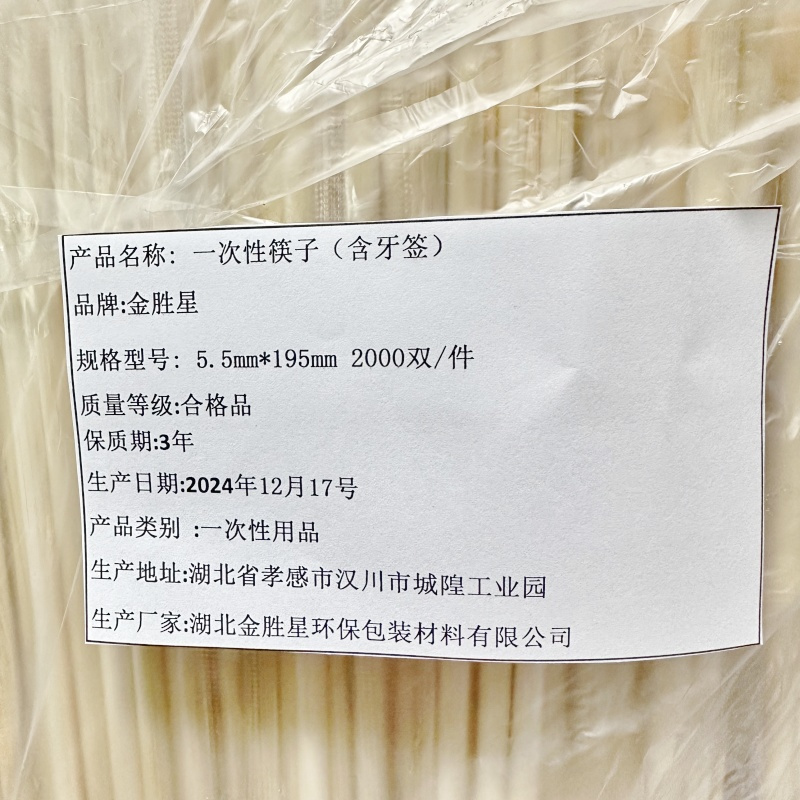 产品名称: 一次性筷子（含牙签）
品牌:金胜星
规格型号: 5.5mm*195mm 2000双/件
质量等级:合格品
保质期:3年
生产日期:2024年12月17号
产品类别 :一次性用品
生产地址:湖北省孝感市汉川市城隍工业园
生产厂家:湖北金胜星环保包装材料有限公司